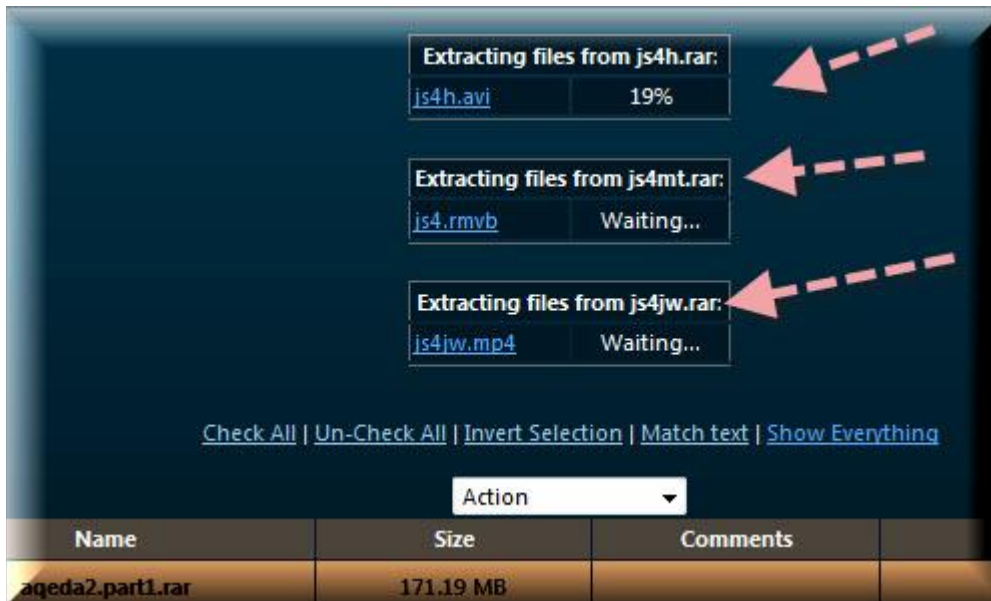 Extracting files from js4h.rar:
js4h.avi 19%
Extracting files from js4mt.rar:
js4.rmvb Waiting...
Extracting files from js4jw.rar:
js4jw.mp4 Waiting...
Check All | Un-Check All | Invert Selection | Match text | Show Everything
Action
Name Size Comments
aqeda2.part1.rar 171.19 MB